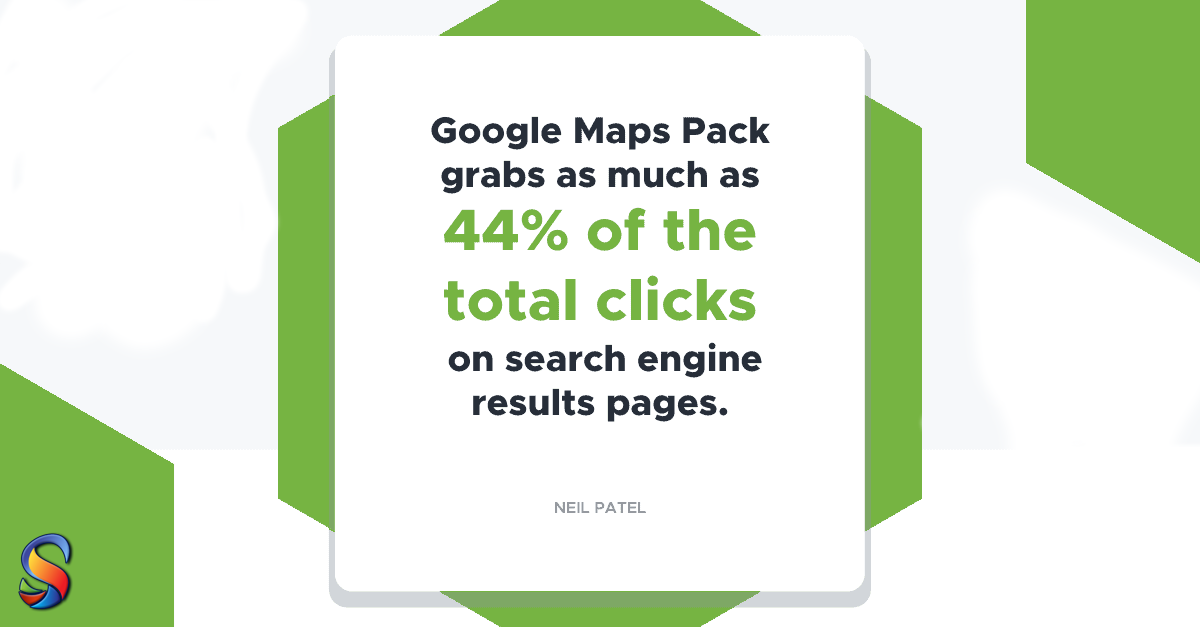 Google Maps Pack
grabs as much as
44% of the
total clicks
on search engine
results pages.
NEIL PATEL
S